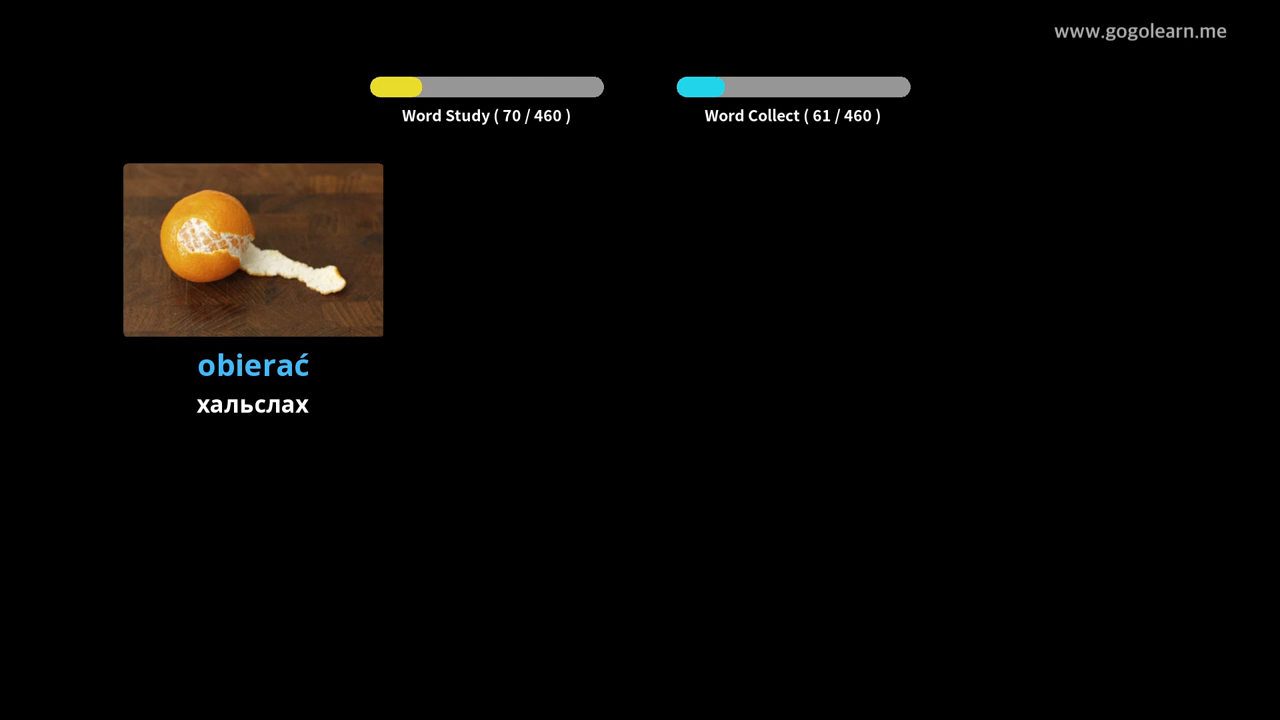 www.gogolearn.me
Word Study ( 70 / 460 )
Word Collect ( 61 / 460 )
obierać
хальслах